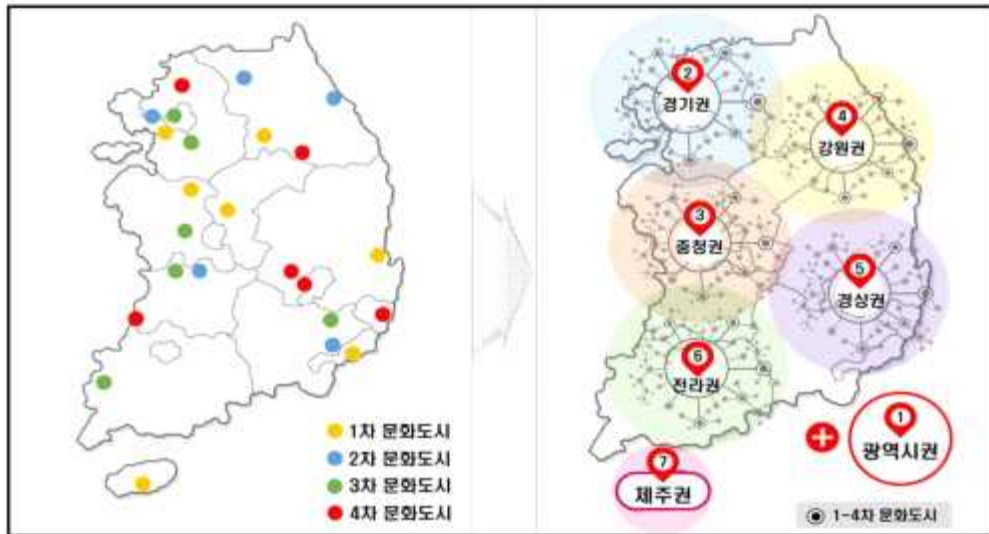 1차 문화도시
2차 문화도시
3차 문화도시
4차 문화도시
2
경기권
4
강원권
3
충청권
5
경상권
6
전라권
1
광역시권
7
제주권
1-4차 문화도시